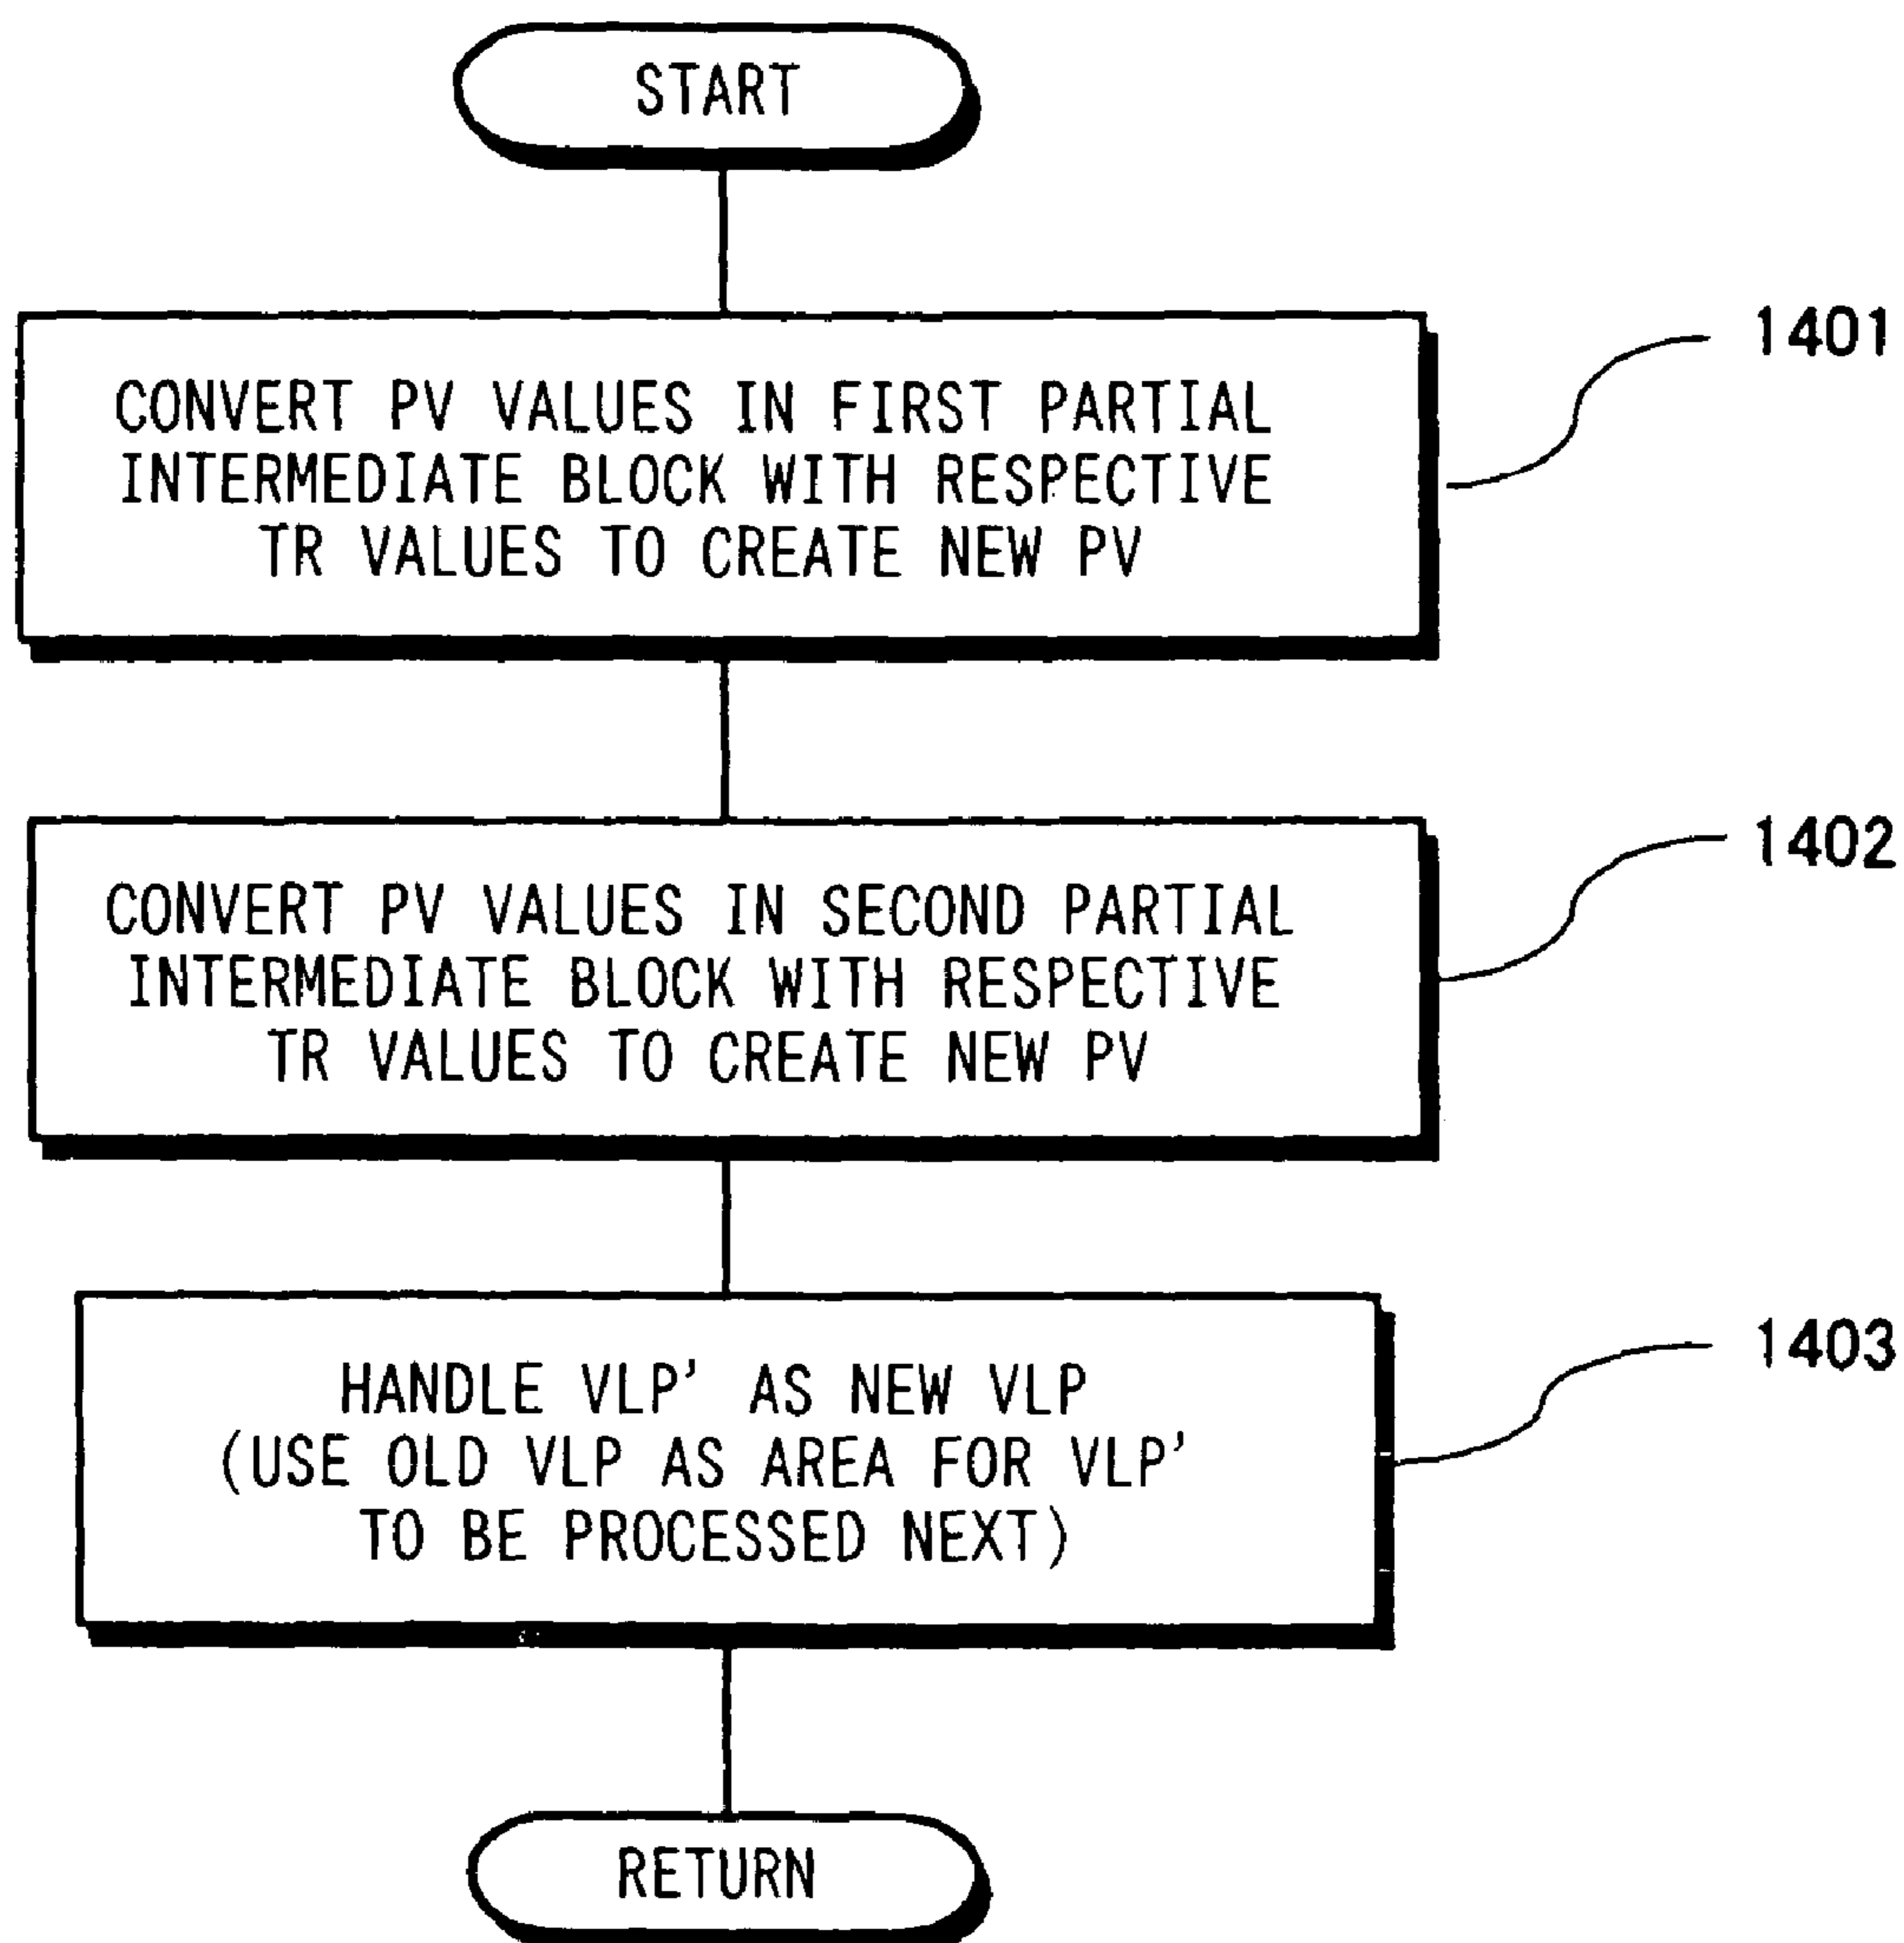 START
1401
CONVERT PV VALUES IN FIRST PARTIAL
INTERMEDIATE BLOCK WITH RESPECTIVE
TR VALUES TO CREATE NEW PV
1402
CONVERT PV VALUES IN SECOND PARTIAL
INTERMEDIATE BLOCK WITH RESPECTIVE
TR VALUES TO CREATE NEW PV
1403
HANDLE VLP' AS NEW VLP
(USE OLD VLP AS AREA FOR VLP'
TO BE PROCESSED NEXT)
RETURN